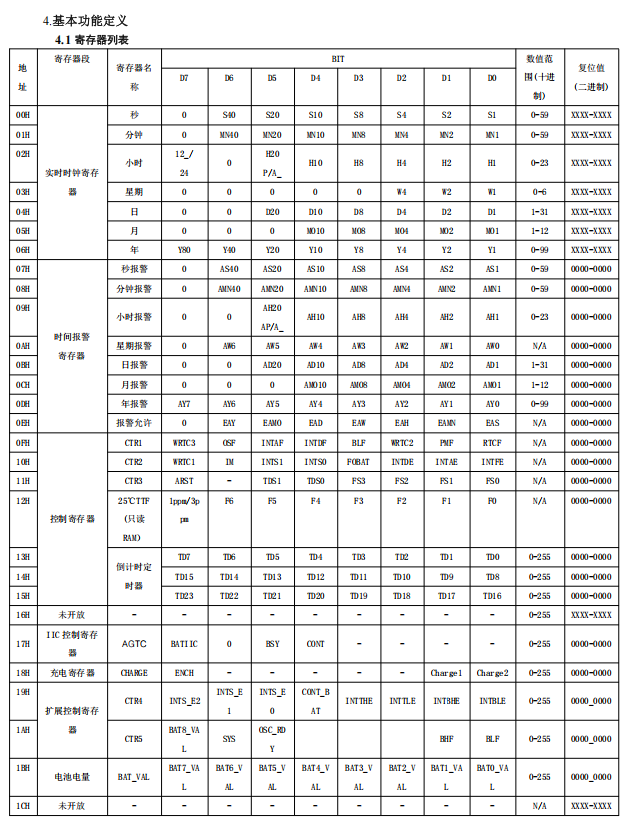 4.基本功能定义
4.1 寄存器列表
地址 寄存器段 寄存器名称 BIT 数值范围(十进制) 复位值(二进制)
D7 D6 D5 D4 D3 D2 D1 D0
00H 实时时钟寄存器 秒 0 S40 S20 S10 S8 S4 S2 S1 0-59 XXXX-XXXX
01H 分钟 0 MN40 MN20 MN10 MN8 MN4 MN2 MN1 0-59 XXXX-XXXX
02H 小时 12_/24 0 H20 P/A_ H10 H8 H4 H2 H1 0-23 XXXX-XXXX
03H 星期 0 0 0 0 0 W4 W2 W1 0-6 XXXX-XXXX
04H 日 0 0 D20 D10 D8 D4 D2 D1 1-31 XXXX-XXXX
05H 月 0 0 0 MO10 MO8 MO4 MO2 MO1 1-12 XXXX-XXXX
06H 年 Y80 Y40 Y20 Y10 Y8 Y4 Y2 Y1 0-99 XXXX-XXXX
07H 时间报警寄存器 秒报警 0 AS40 AS20 AS10 AS8 AS4 AS2 AS1 0-59 0000-0000
08H 分钟报警 0 AMN40 AMN20 AMN10 AMN8 AMN4 AMN2 AMN1 0-59 0000-0000
09H 小时报警 0 0 AH20 AP/A_ AH10 AH8 AH4 AH2 AH1 0-23 0000-0000
0AH 星期报警 0 AW6 AW5 AW4 AW3 AW2 AW1 AW0 N/A 0000-0000
0BH 日报警 0 0 AD20 AD10 AD8 AD4 AD2 AD1 1-31 0000-0000
0CH 月报警 0 0 0 AMO10 AMO8 AMO4 AMO2 AMO1 1-12 0000-0000
0DH 年报警 AY7 AY6 AY5 AY4 AY3 AY2 AY1 AY0 0-99 0000-0000
0EH 报警允许 0 EAY EAMO EAD EAW EAH EAMN EAS N/A 0000-0000
0FH 控制寄存器 CTR1 WRTC3 OSF INTAF INTDF BLF WRTC2 PMF RTCF N/A 0000-0000
10H CTR2 WRTC1 IM INTS1 INTS0 FOBAT INTDE INTAE INTFE N/A 0000-0000
11H CTR3 ARST - TDS1 TDS0 FS3 FS2 FS1 FS0 N/A 0000-0000
12H 25℃TTF(只读RAM) 1ppm/3ppm F6 F5 F4 F3 F2 F1 F0 N/A 0000-0000
13H 倒计时定时器 TD7 TD6 TD5 TD4 TD3 TD2 TD1 TD0 0-255 0000-0000
14H TD15 TD14 TD13 TD12 TD11 TD10 TD9 TD8 0-255 0000-0000
15H TD23 TD22 TD21 TD20 TD19 TD18 TD17 TD16 0-255 0000-0000
16H 未开放 - - - - - - - - - 0-255 XXXX-XXXX
17H IIC 控制寄存器 AGTC BATIIC 0 BSY CONT - - - - 0-255 0000-0000
18H 充电寄存器 CHARGE ENCH - - - - - Charge1 Charge2 0-255 0000-0000
19H 扩展控制寄存器 CTR4 INTS_E2 INTS_E1 INTS_E0 CONT_BAT INTTHE INTTLE INTBHE INTBLE 0-255 0000_0000
1AH CTR5 BAT8_VAL SYS OSC_RDY BHF BLF 0-255 0000_0000
1BH 电池电量 BAT_VAL BAT7_VAL BAT6_VAL BAT5_VAL BAT4_VAL BAT3_VAL BAT2_VAL BAT1_VAL BAT0_VAL 0-255 0000_0000
1CH 未开放 - - - - - - - - - N/A XXXX-XXXX